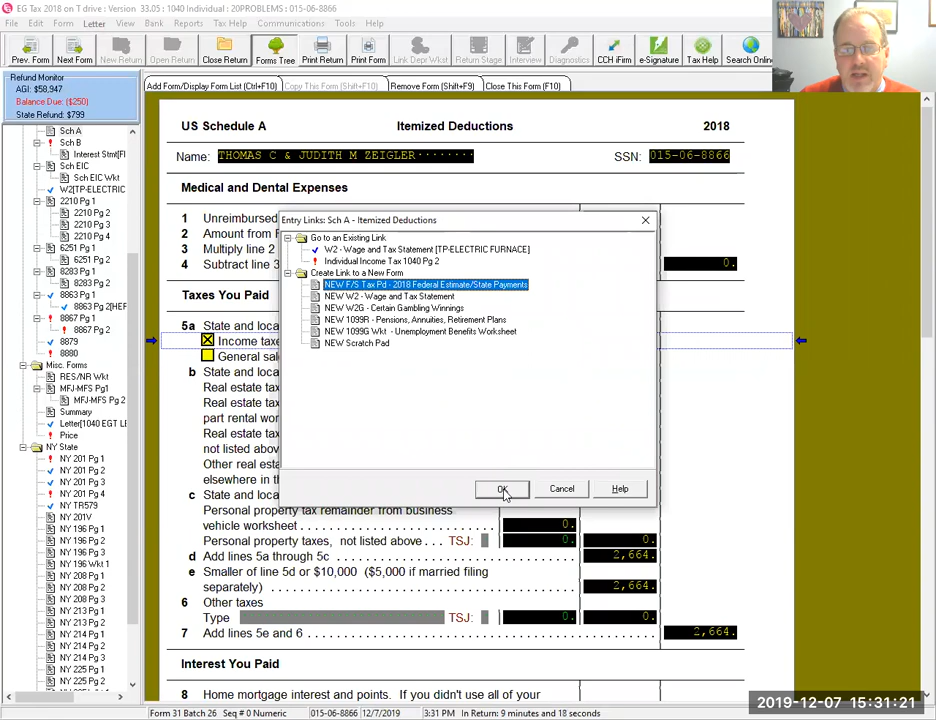 EG Tax 2018 on T drive : Version : 33.05 : 1040 Individual : 20PROBLEMS : 015-06-8866
File Edit Form Letter View Bank Reports Tax Help Communications Tools Help
Prev. Form Next Form New Return Open Return Close Return Forms Tree Print Return Print Form Link Depr Wkst Return Stage Interview Diagnostics CCH iFirm e-Signature Tax Help Search Onlin
Refund Monitor
AGI: $58,947
Balance Due: ($250)
State Refund: $799
Add Form/Display Form List (Ctrl+F10) Copy This Form (Shift+F10) Remove Form (Shift+F9) Close This Form (F10)
Sch A
Sch B
Interest Stmt[FI
Sch EIC
Sch EIC Wkt
W2[TP-ELECTRIC
2210 Pg 1
2210 Pg 2
2210 Pg 3
2210 Pg 4
6251 Pg 1
6251 Pg 2
8283 Pg 1
8283 Pg 2
8863 Pg 1
8863 Pg 2[HEF
8867 Pg 1
8867 Pg 2
8879
8880
Misc. Forms
RES/NR Wkt
MFJ-MFS Pg1
MFJ-MFS Pg 2
Summary
Letter[1040 EGT LE
Price
NY State
NY 201 Pg 1
NY 201 Pg 2
NY 201 Pg 3
NY 201 Pg 4
NY TR579
NY 201V
NY 196 Pg 1
NY 196 Pg 2
NY 196 Pg 3
NY 196 Wkt 1
NY 208 Pg 1
NY 208 Pg 2
NY 208 Pg 3
NY 213 Pg 1
NY 213 Pg 2
NY 214 Pg 1
NY 214 Pg 2
NY 214 Pg 3
NY 225 Pg 1
NY 225 Pg 2
US Schedule A Itemized Deductions 2018
Name: THOMAS C & JUDITH M ZEIGLER SSN: 015-06-8866
Medical and Dental Expenses
1 Unreimbursed
2 Amount from F
3 Multiply line 2
4 Subtract line 3 0.
Taxes You Paid
5a State and loca
Income taxe
General sal
b State and loca
Real estate tax
Real estate tax
part rental wor
Real estate tax
not listed above
Other real esta
elsewhere in t
c State and loca
Personal property tax remainder from business
vehicle worksheet 0.
Personal property taxes, not listed above . . . TSJ: 0. 0.
d Add lines 5a through 5c 2,664.
e Smaller of line 5d or $10,000 ($5,000 if married filing
separately) 2,664.
6 Other taxes
Type TSJ: 0. 0.
7 Add lines 5e and 6 2,664.
Interest You Paid
8 Home mortgage interest and points. If you didn't use all of your
Entry Links: Sch A - Itemized Deductions
Go to an Existing Link
W2 - Wage and Tax Statement [TP-ELECTRIC FURNACE]
Individual Income Tax 1040 Pg 2
Create Link to a New Form
NEW F/S Tax Pd - 2018 Federal Estimate/State Payments
NEW W2 - Wage and Tax Statement
NEW W2G - Certain Gambling Winnings
NEW 1099R - Pensions, Annuities, Retirement Plans
NEW 1099G Wkt - Unemployment Benefits Worksheet
NEW Scratch Pad
OK Cancel Help
Form 31 Batch 26 Seq # 0 Numeric 015-06-8866 12/7/2019 3:31 PM In Return: 9 minutes and 18 seconds
2019-12-07 15:31:21